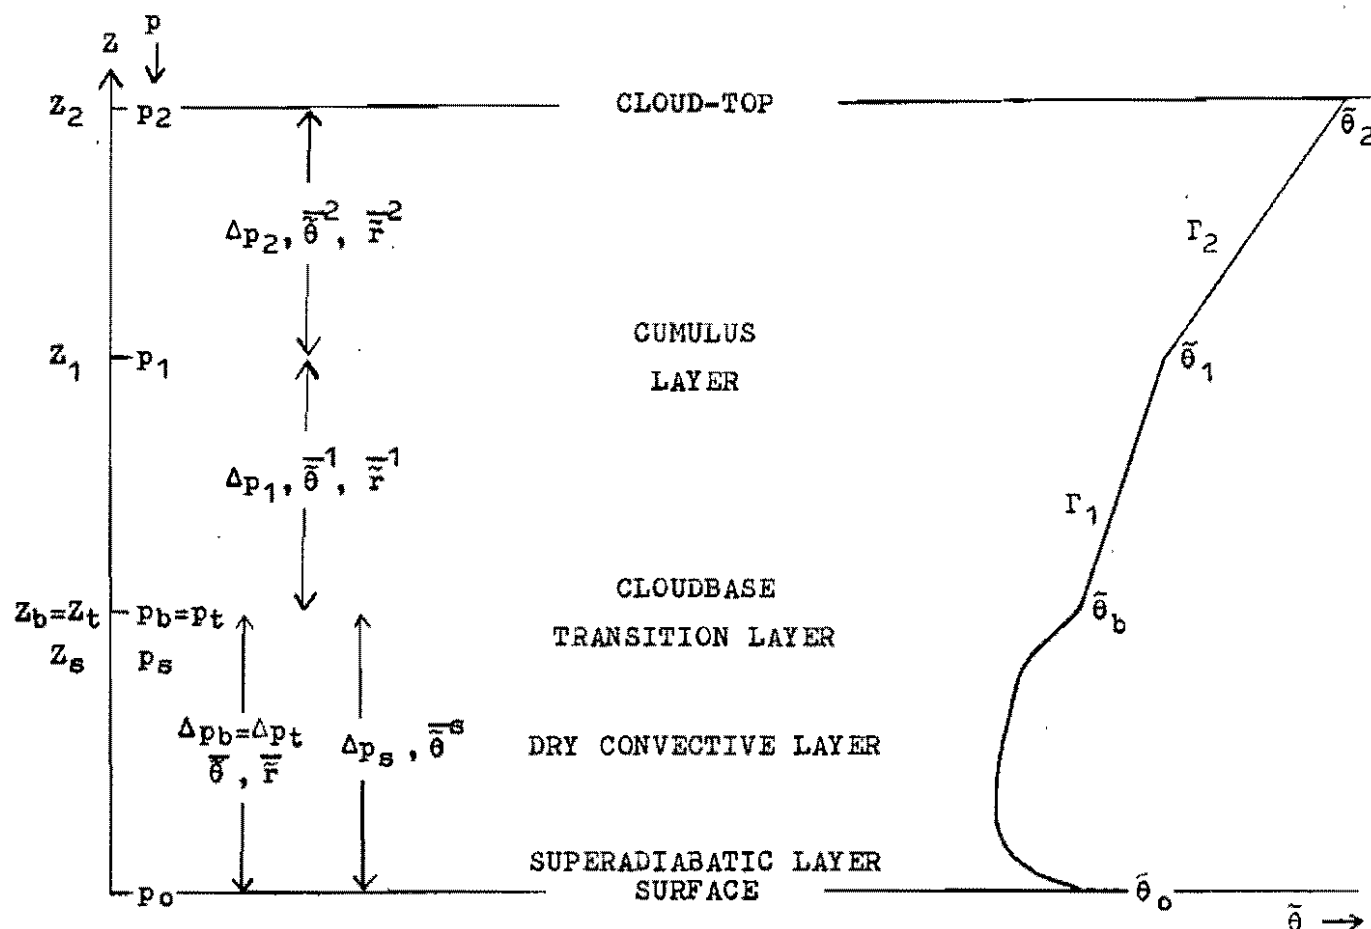 p
Z
Z₂ p₂ CLOUD-TOP θ̃₂
Δp₂, θ̃̅², r̃̅² Γ₂
CUMULUS
Z₁ p₁ θ̃₁
LAYER
Δp₁, θ̃̅¹, r̃̅¹ Γ₁
CLOUDBASE
Z_b=Z_t p_b=p_t θ̃_b
TRANSITION LAYER
Z_s p_s
Δp_b=Δp_t Δp_s, θ̃̅ˢ DRY CONVECTIVE LAYER
θ̃̅, r̃̅
SUPERADIABATIC LAYER
p₀ SURFACE θ̃₀
θ̃ →